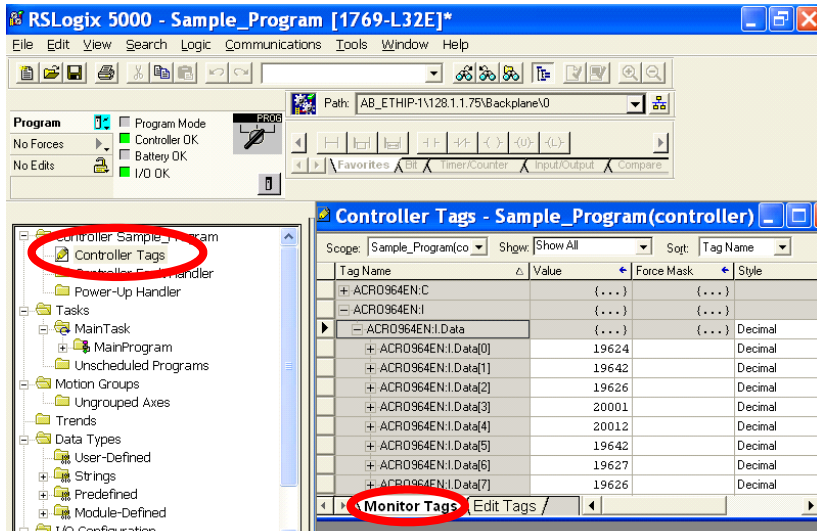 RSLogix 5000 - Sample_Program [1769-L32E]*
File Edit View Search Logic Communications Tools Window Help
Path: AB_ETHIP-1\128.1.1.75\Backplane\0
Program
Program Mode
PROG
No Forces
Controller OK
No Edits
Battery OK
I/O OK
Favorites Bit Timer/Counter Input/Output Compare
Controller Sample_Program
Controller Tags
Controller Fault Handler
Power-Up Handler
Tasks
MainTask
MainProgram
Unscheduled Programs
Motion Groups
Ungrouped Axes
Trends
Data Types
User-Defined
Strings
Predefined
Module-Defined
I/O Configuration
Controller Tags - Sample_Program(controller)
Scope: Sample_Program(co Show: Show All Sort: Tag Name
Tag Name Value Force Mask Style
ACRO964EN:C {...} {...}
ACRO964EN:I {...} {...}
ACRO964EN:I.Data {...} {...} Decimal
ACRO964EN:I.Data[0] 19624 Decimal
ACRO964EN:I.Data[1] 19642 Decimal
ACRO964EN:I.Data[2] 19626 Decimal
ACRO964EN:I.Data[3] 20001 Decimal
ACRO964EN:I.Data[4] 20012 Decimal
ACRO964EN:I.Data[5] 19642 Decimal
ACRO964EN:I.Data[6] 19627 Decimal
ACRO964EN:I.Data[7] 19626 Decimal
Monitor Tags Edit Tags